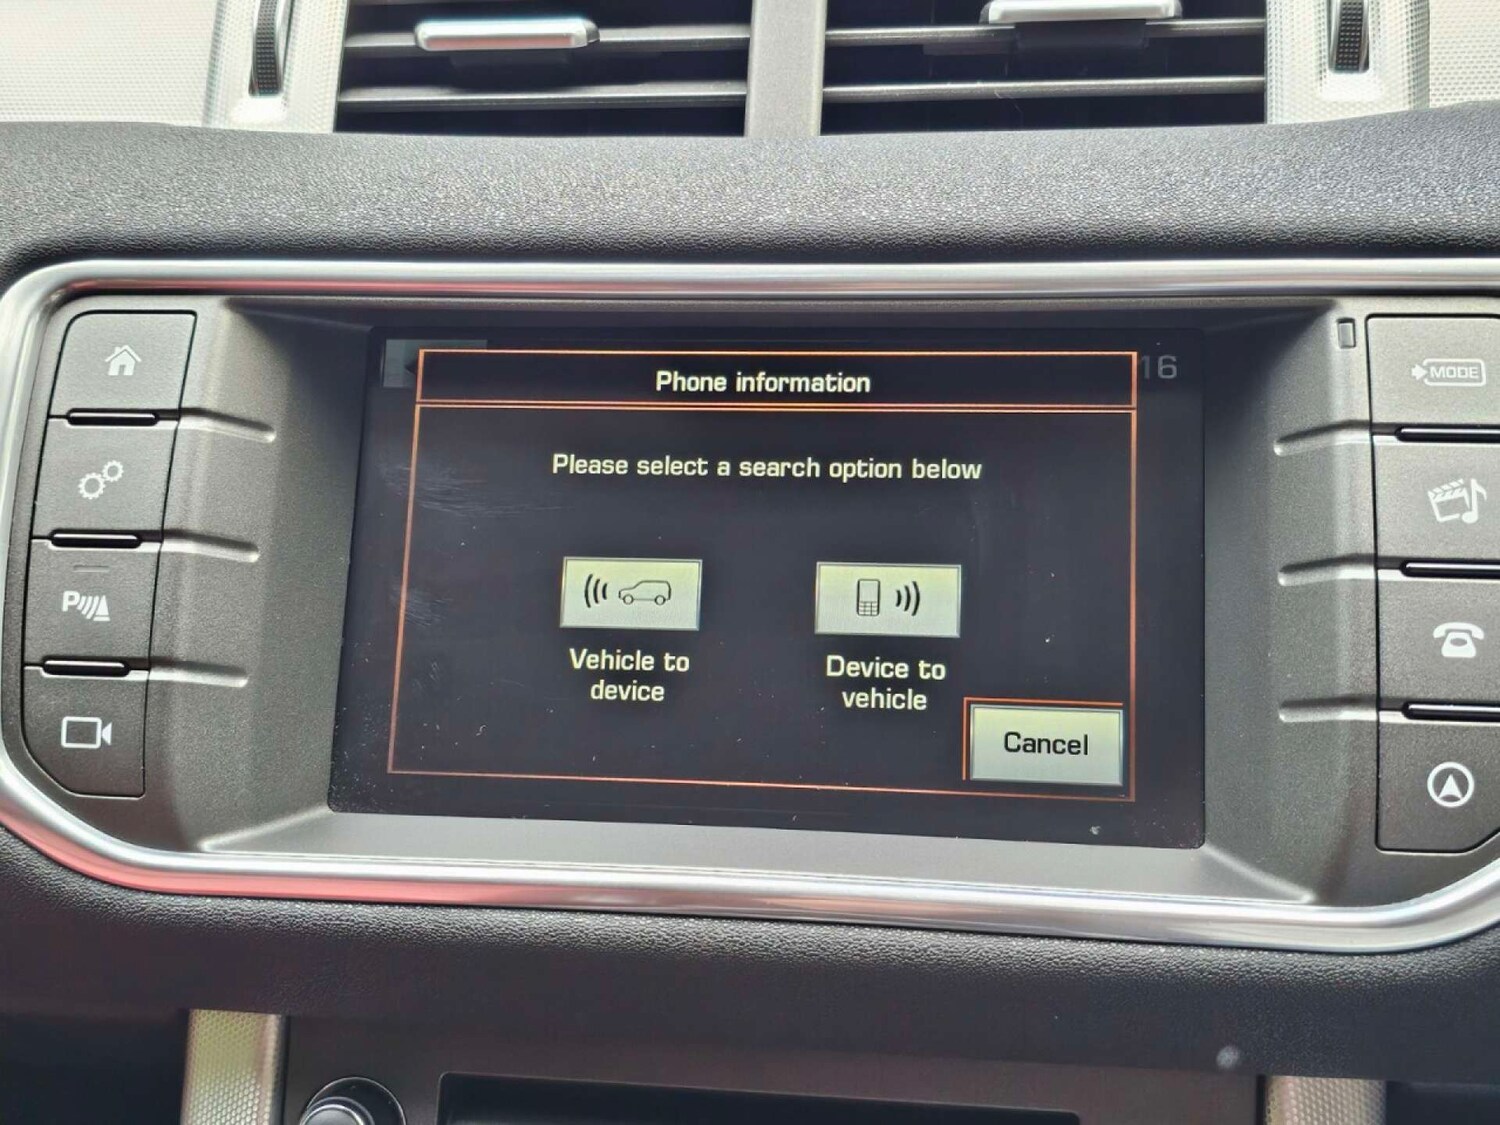 16
Phone information
MODE
Please select a search option below
P
Vehicle to
device
Device to
vehicle
Cancel